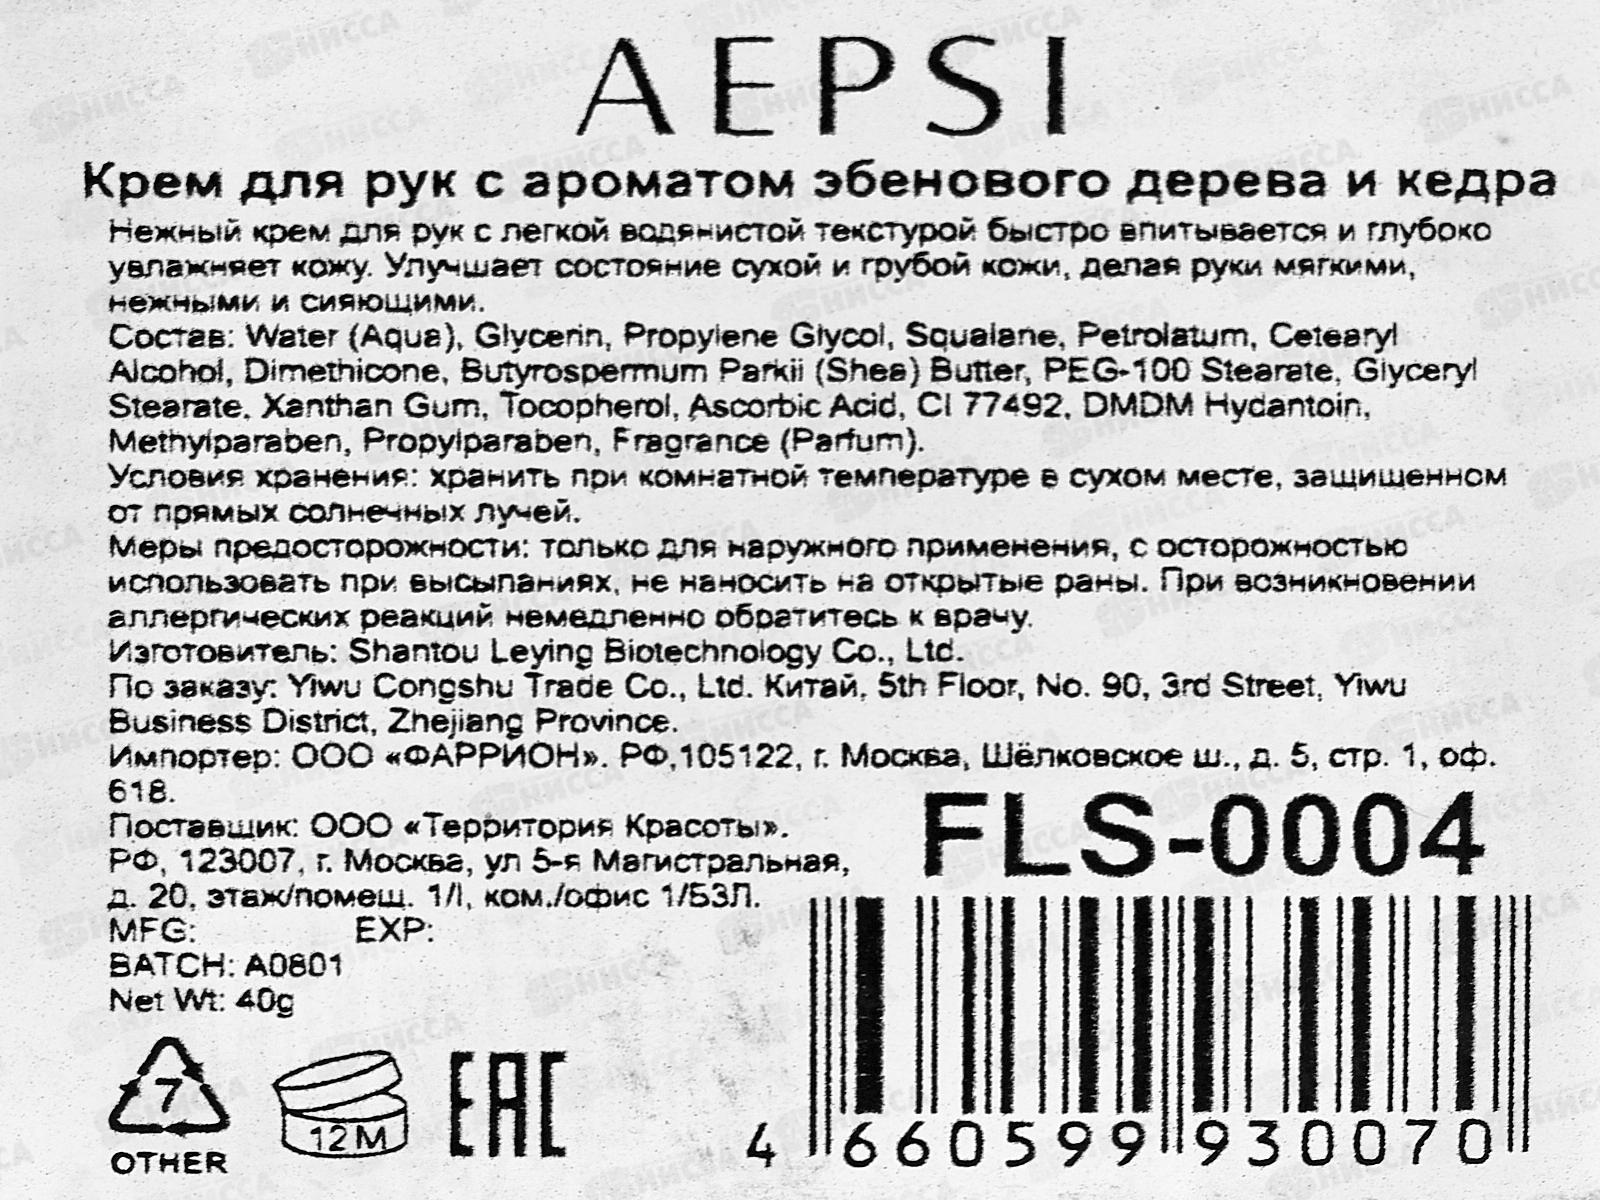 AEPSI
Крем для рук с ароматом эбенового дерева и кедра
Нежный крем для рук с легкой водянистой текстурой быстро впитывается и глубоко
увлажняет кожу. Улучшает состояние сухой и грубой кожи, делая руки мягкими,
нежными и сияющими.
Состав: Water (Aqua), Glycerin, Propylene Glycol, Squalane, Petrolatum, Cetearyl
Alcohol, Dimethicone, Butyrospermum Parkii (Shea) Butter, PEG-100 Stearate, Glyceryl
Stearate, Xanthan Gum, Tocopherol, Ascorbic Acid, CI 77492, DMDM Hydantoin,
Methylparaben, Propylparaben, Fragrance (Parfum).
Условия хранения: хранить при комнатной температуре в сухом месте, защищенном
от прямых солнечных лучей.
Меры предосторожности: только для наружного применения, с осторожностью
использовать при высыпаниях, не наносить на открытые раны. При возникновении
аллергических реакций немедленно обратитесь к врачу.
Изготовитель: Shantou Leying Biotechnology Co., Ltd.
По заказу: Yiwu Congshu Trade Co., Ltd. Китай, 5th Floor, No. 90, 3rd Street, Yiwu
Business District, Zhejiang Province.
Импортер: ООО «ФАРРИОН». РФ,105122, г. Москва, Шёлковское ш., д. 5, стр. 1, оф.
618.
Поставщик: ООО «Территория Красоты».
РФ, 123007, г. Москва, ул 5-я Магистральная,
д. 20, этаж/помещ. 1/I, ком./офис 1/Б3Л.
MFG: EXP:
BATCH: A0801
Net Wt: 40g
FLS-0004
7
OTHER
12M
EAC
4 660599 930070
НИССА